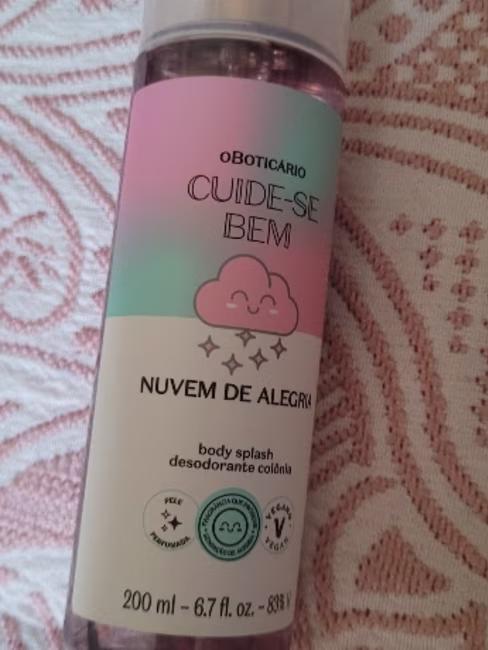 oBOTICÁRIO
CUIDE-SE
BEM
NUVEM DE ALEGRIA
body splash
desodorante colônia
PELE
PERFUMADA
VEGANO
V
VEGAN
200 ml – 6.7 fl. oz. – 83%